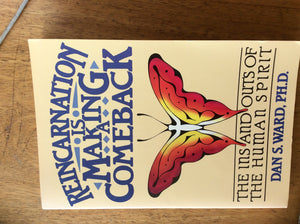 REINCARNATION
IS
MAKING
A
COMEBACK
THE INS AND OUTS OF
THE HUMAN SPIRIT
DAN S. WARD, PH.D.